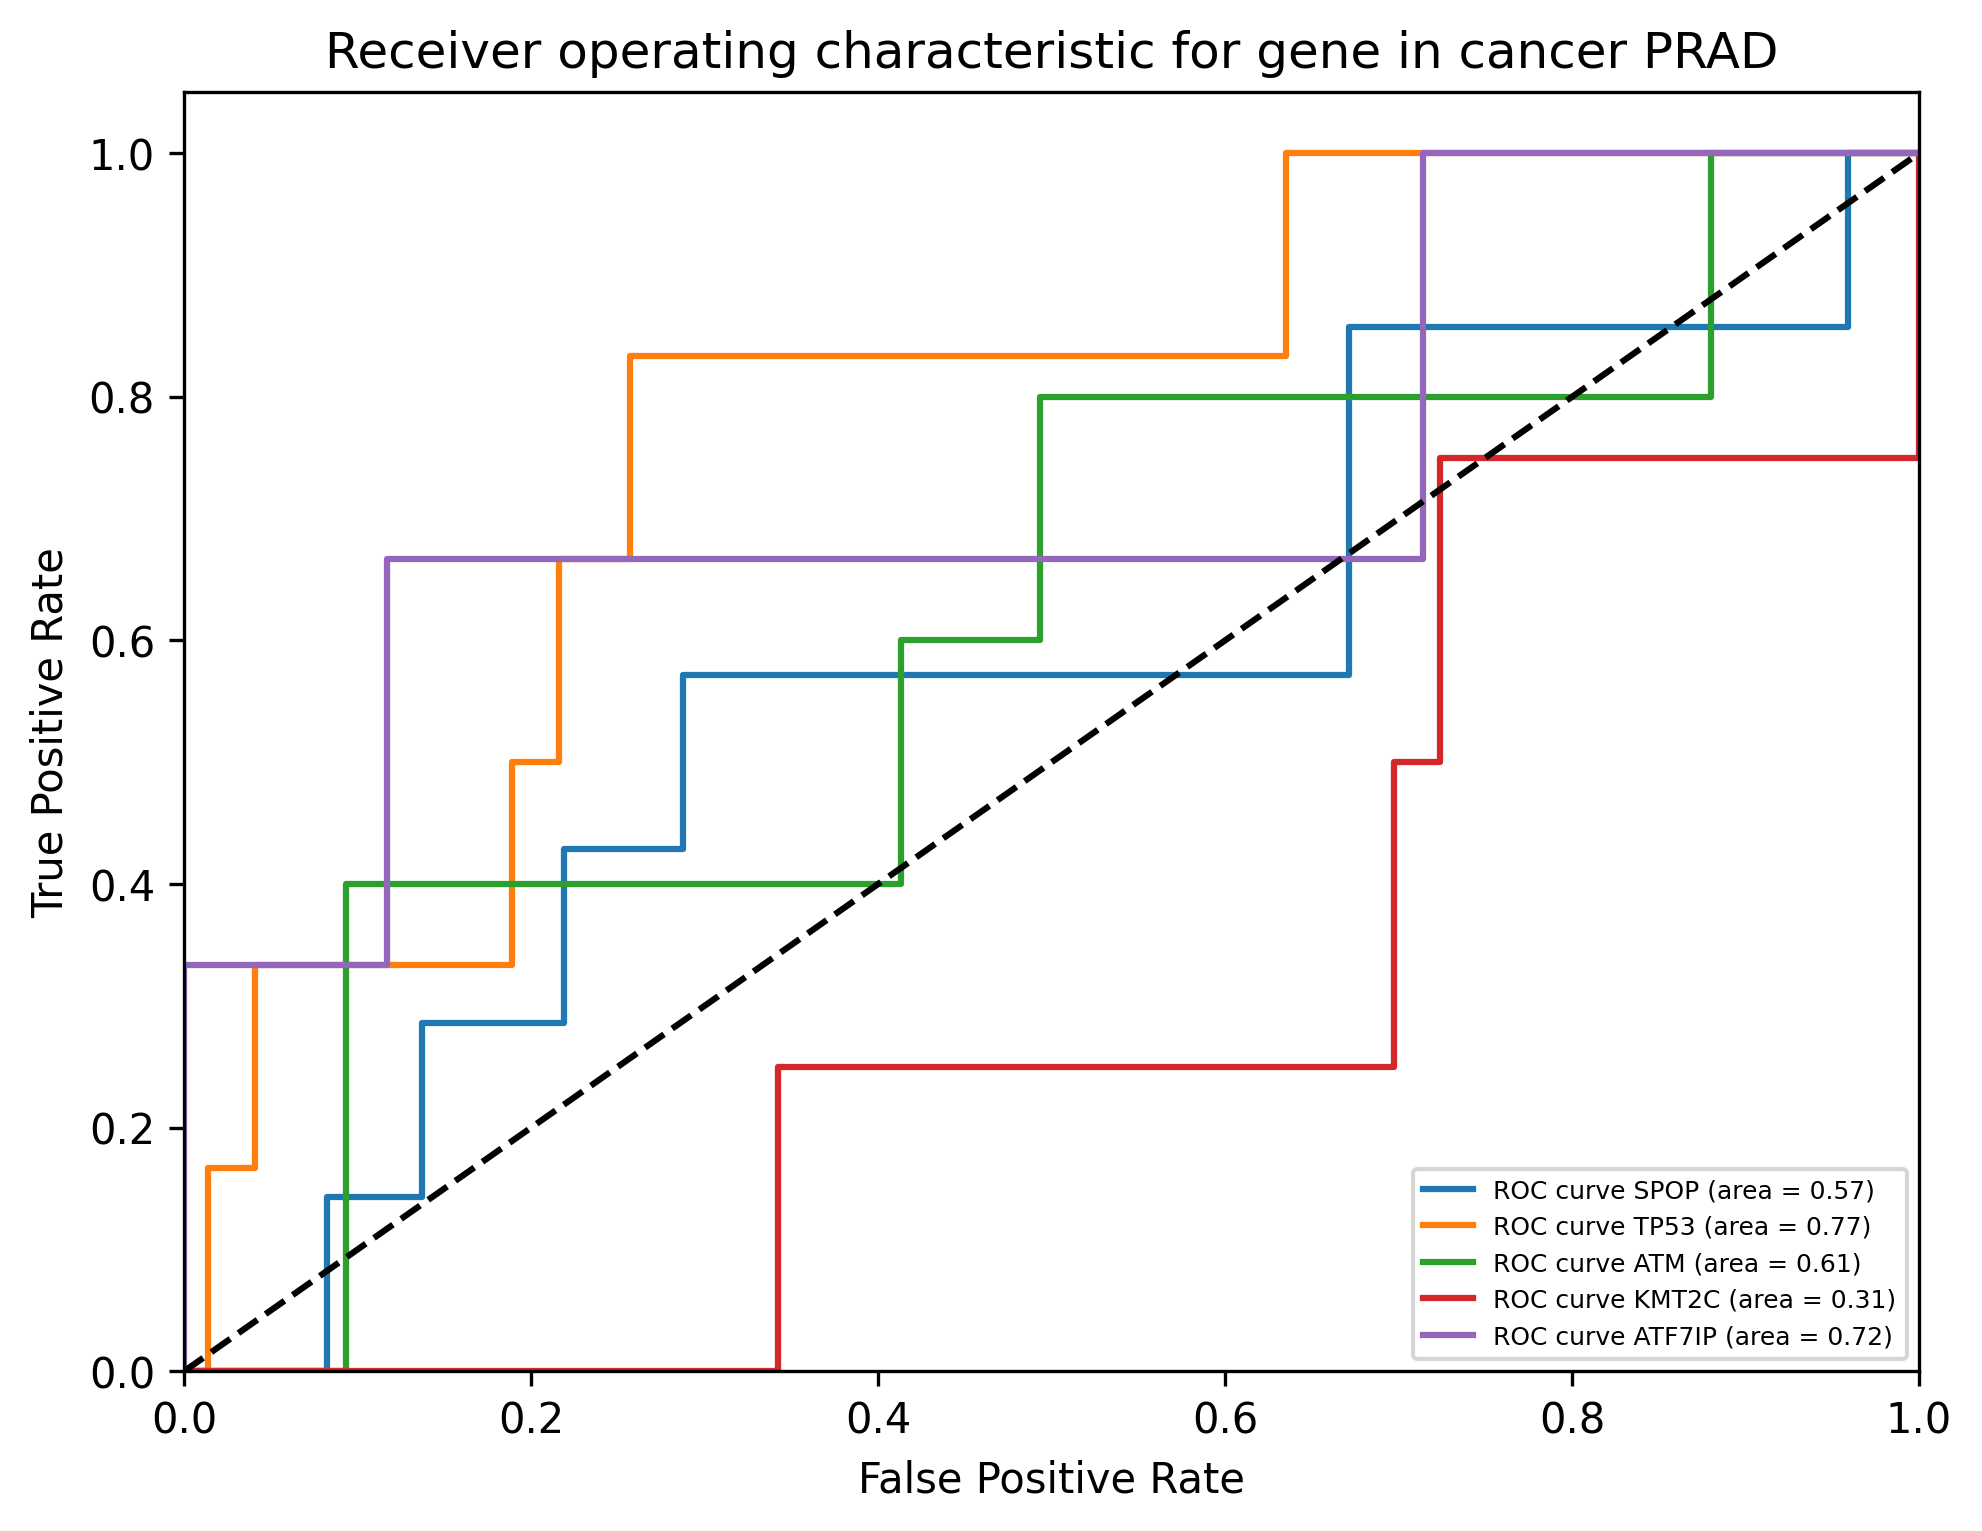 Receiver operating characteristic for gene in cancer PRAD
True Positive Rate
1.0
0.8
0.6
0.4
0.2
0.0
ROC curve SPOP (area = 0.57)
ROC curve TP53 (area = 0.77)
ROC curve ATM (area = 0.61)
ROC curve KMT2C (area = 0.31)
ROC curve ATF7IP (area = 0.72)
0.0 0.2 0.4 0.6 0.8 1.0
False Positive Rate